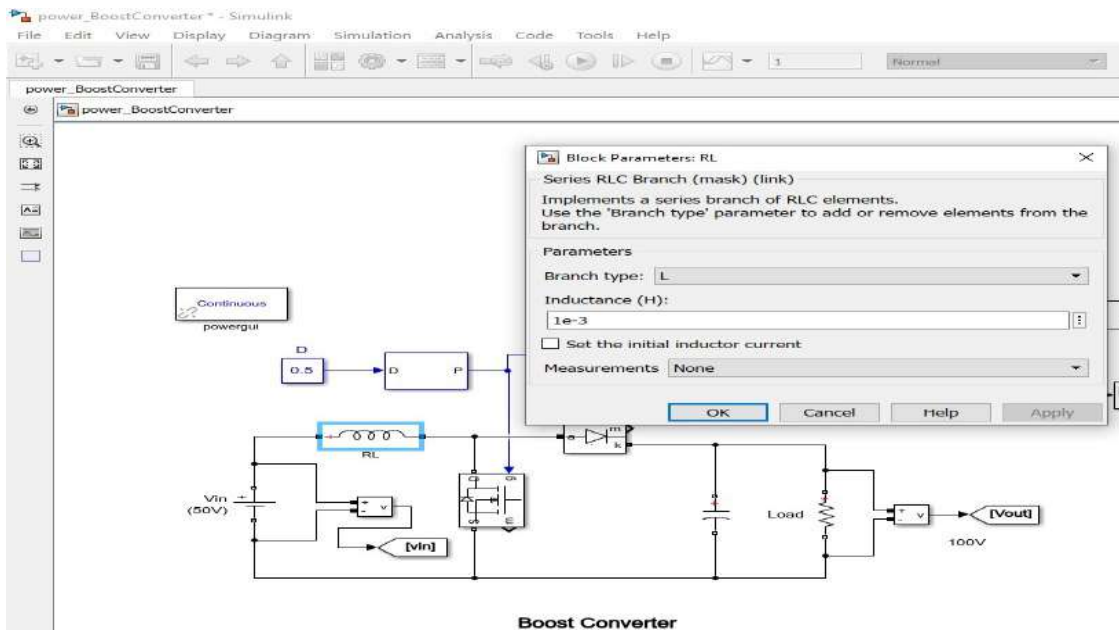 power_BoostConverter * - Simulink
File Edit View Display Diagram Simulation Analysis Code Tools Help
1 Normal
power_BoostConverter
power_BoostConverter
Block Parameters: RL
Series RLC Branch (mask) (link)
Implements a series branch of RLC elements.
Use the 'Branch type' parameter to add or remove elements from the
branch.
Parameters
Branch type: L
Inductance (H):
1e-3
Set the initial inductor current
Measurements None
OK Cancel Help Apply
Continuous
powergui
D
0.5 D P
RL
a m
k
Vin
(50V)
+
-
v
[vin]
D g
S m
Load
+
-
v
[Vout]
100V
Boost Converter